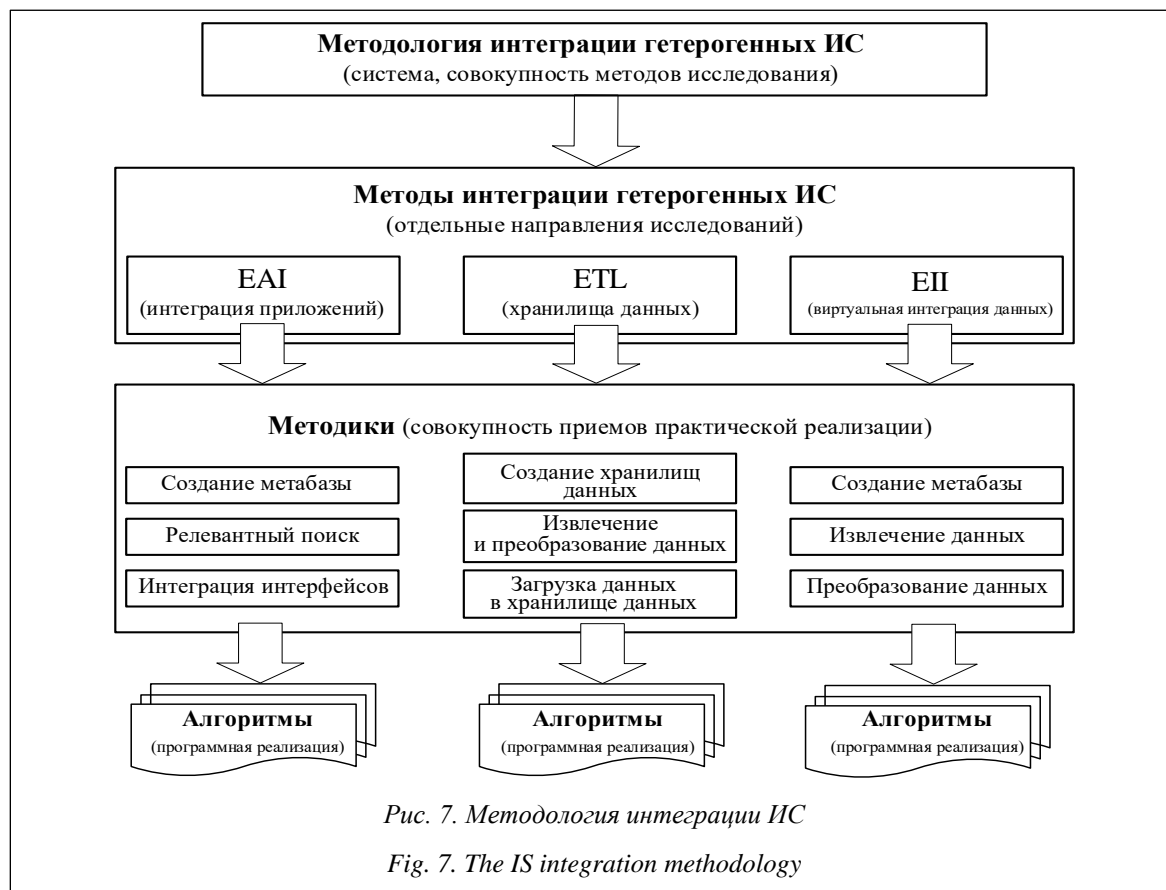 Методология интеграции гетерогенных ИС
(система, совокупность методов исследования)
Методы интеграции гетерогенных ИС
(отдельные направления исследований)
EAI
(интеграция приложений)
ETL
(хранилища данных)
EII
(виртуальная интеграция данных)
Методики (совокупность приемов практической реализации)
Создание метабазы
Релевантный поиск
Интеграция интерфейсов
Создание хранилищ
данных
Извлечение
и преобразование данных
Загрузка данных
в хранилище данных
Создание метабазы
Извлечение данных
Преобразование данных
Алгоритмы
(программная реализация)
Алгоритмы
(программная реализация)
Алгоритмы
(программная реализация)
Рис. 7. Методология интеграции ИС
Fig. 7. The IS integration methodology